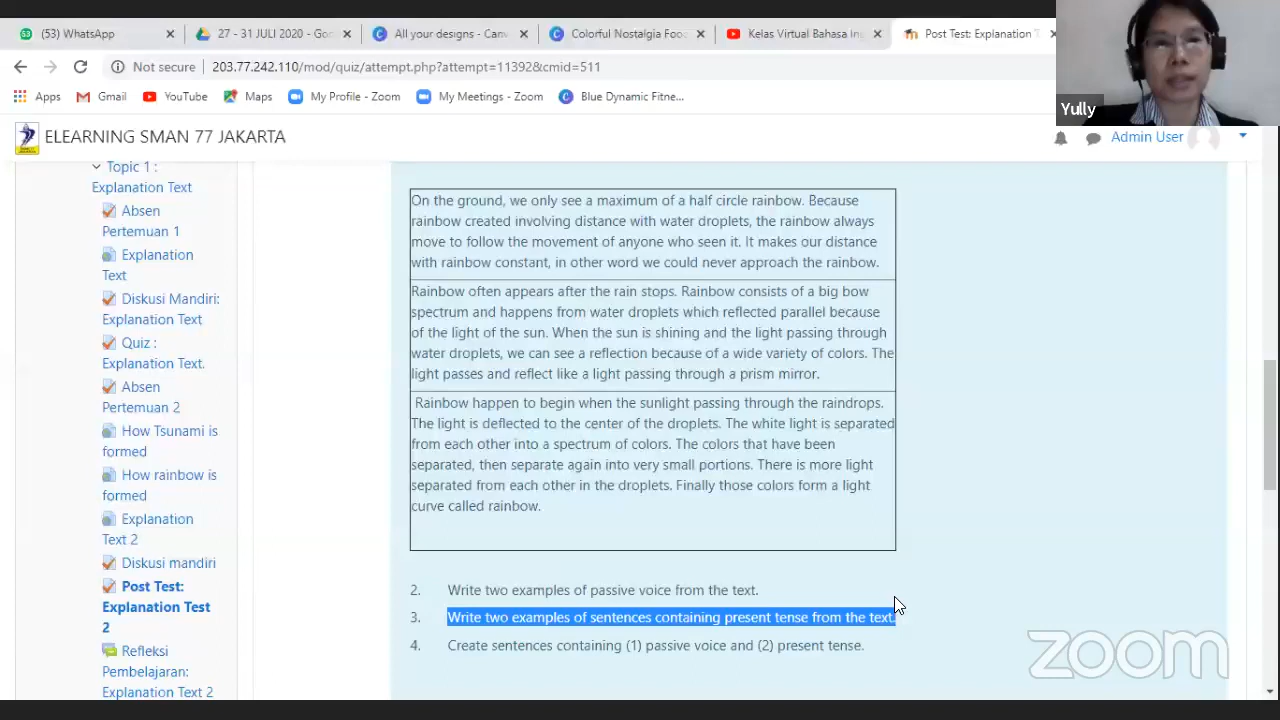 (53) WhatsApp
27 - 31 JULI 2020 - Goo
All your designs - Canv
Colorful Nostalgia Foo
Kelas Virtual Bahasa In
Post Test: Explanation T
Not secure | 203.77.242.110/mod/quiz/attempt.php?attempt=11392&cmid=511
Apps Gmail YouTube Maps My Profile - Zoom My Meetings - Zoom Blue Dynamic Fitne...
Yully
ELEARNING SMAN 77 JAKARTA
Admin User
Topic 1 :
Explanation Text
Absen
Pertemuan 1
Explanation
Text
Diskusi Mandiri:
Explanation Text
Quiz :
Explanation Text.
Absen
Pertemuan 2
How Tsunami is
formed
How rainbow is
formed
Explanation
Text 2
Diskusi mandiri
Post Test:
Explanation Test
2
Refleksi
Pembelajaran:
Explanation Text 2
On the ground, we only see a maximum of a half circle rainbow. Because
rainbow created involving distance with water droplets, the rainbow always
move to follow the movement of anyone who seen it. It makes our distance
with rainbow constant, in other word we could never approach the rainbow.
Rainbow often appears after the rain stops. Rainbow consists of a big bow
spectrum and happens from water droplets which reflected parallel because
of the light of the sun. When the sun is shining and the light passing through
water droplets, we can see a reflection because of a wide variety of colors. The
light passes and reflect like a light passing through a prism mirror.
Rainbow happen to begin when the sunlight passing through the raindrops.
The light is deflected to the center of the droplets. The white light is separated
from each other into a spectrum of colors. The colors that have been
separated, then separate again into very small portions. There is more light
separated from each other in the droplets. Finally those colors form a light
curve called rainbow.
2. Write two examples of passive voice from the text.
3. Write two examples of sentences containing present tense from the text.
4. Create sentences containing (1) passive voice and (2) present tense.
zoom